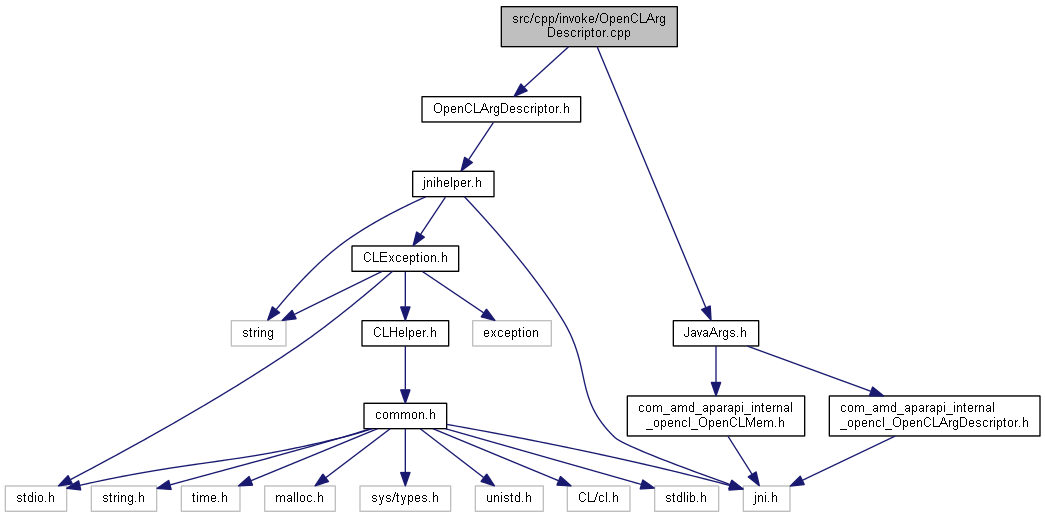 src/cpp/invoke/OpenCLArg
Descriptor.cpp
OpenCLArgDescriptor.h
jnihelper.h
CLException.h
string
CLHelper.h
exception
JavaArgs.h
common.h
com_amd_aparapi_internal
_opencl_OpenCLMem.h
com_amd_aparapi_internal
_opencl_OpenCLArgDescriptor.h
stdio.h
string.h
time.h
malloc.h
sys/types.h
unistd.h
CL/cl.h
stdlib.h
jni.h